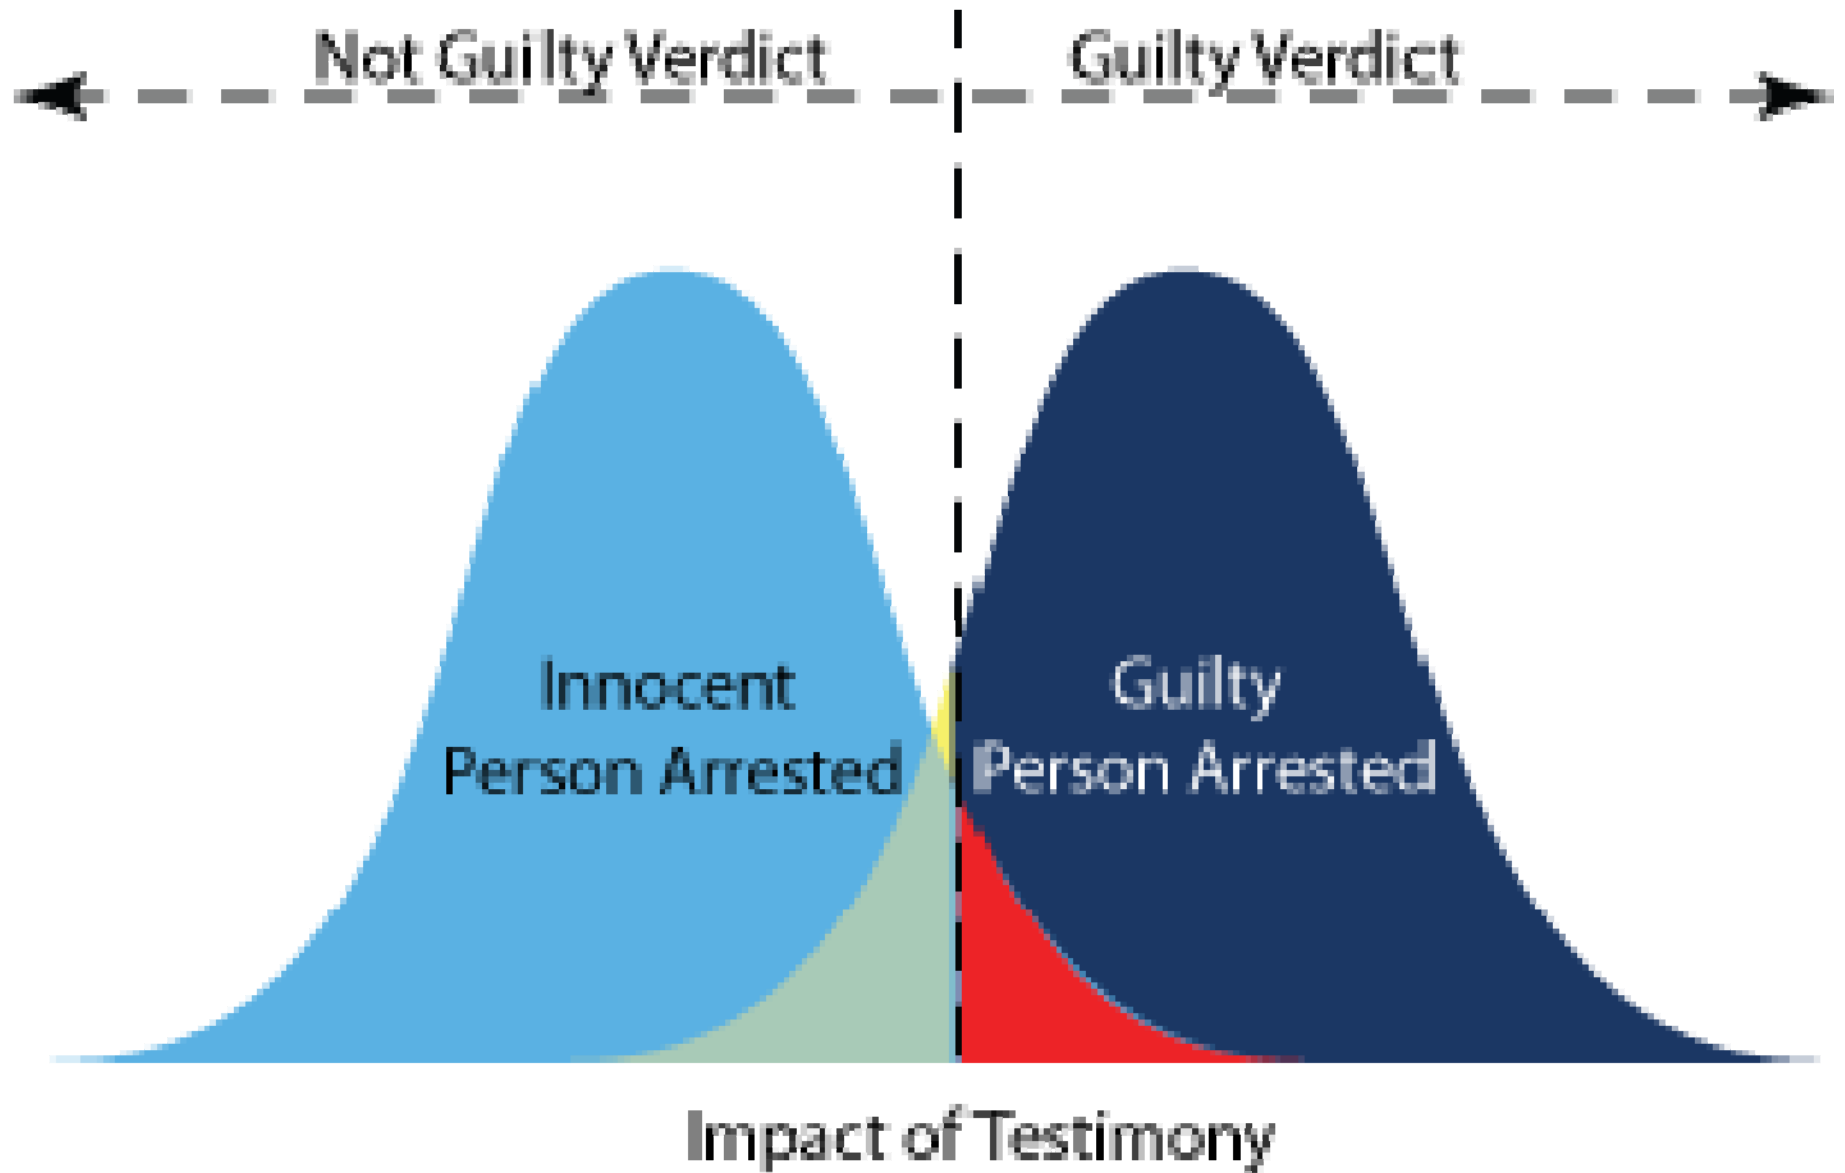 Not Guilty Verdict
Guilty Verdict
Innocent
Person Arrested
Guilty
Person Arrested
Impact of Testimony